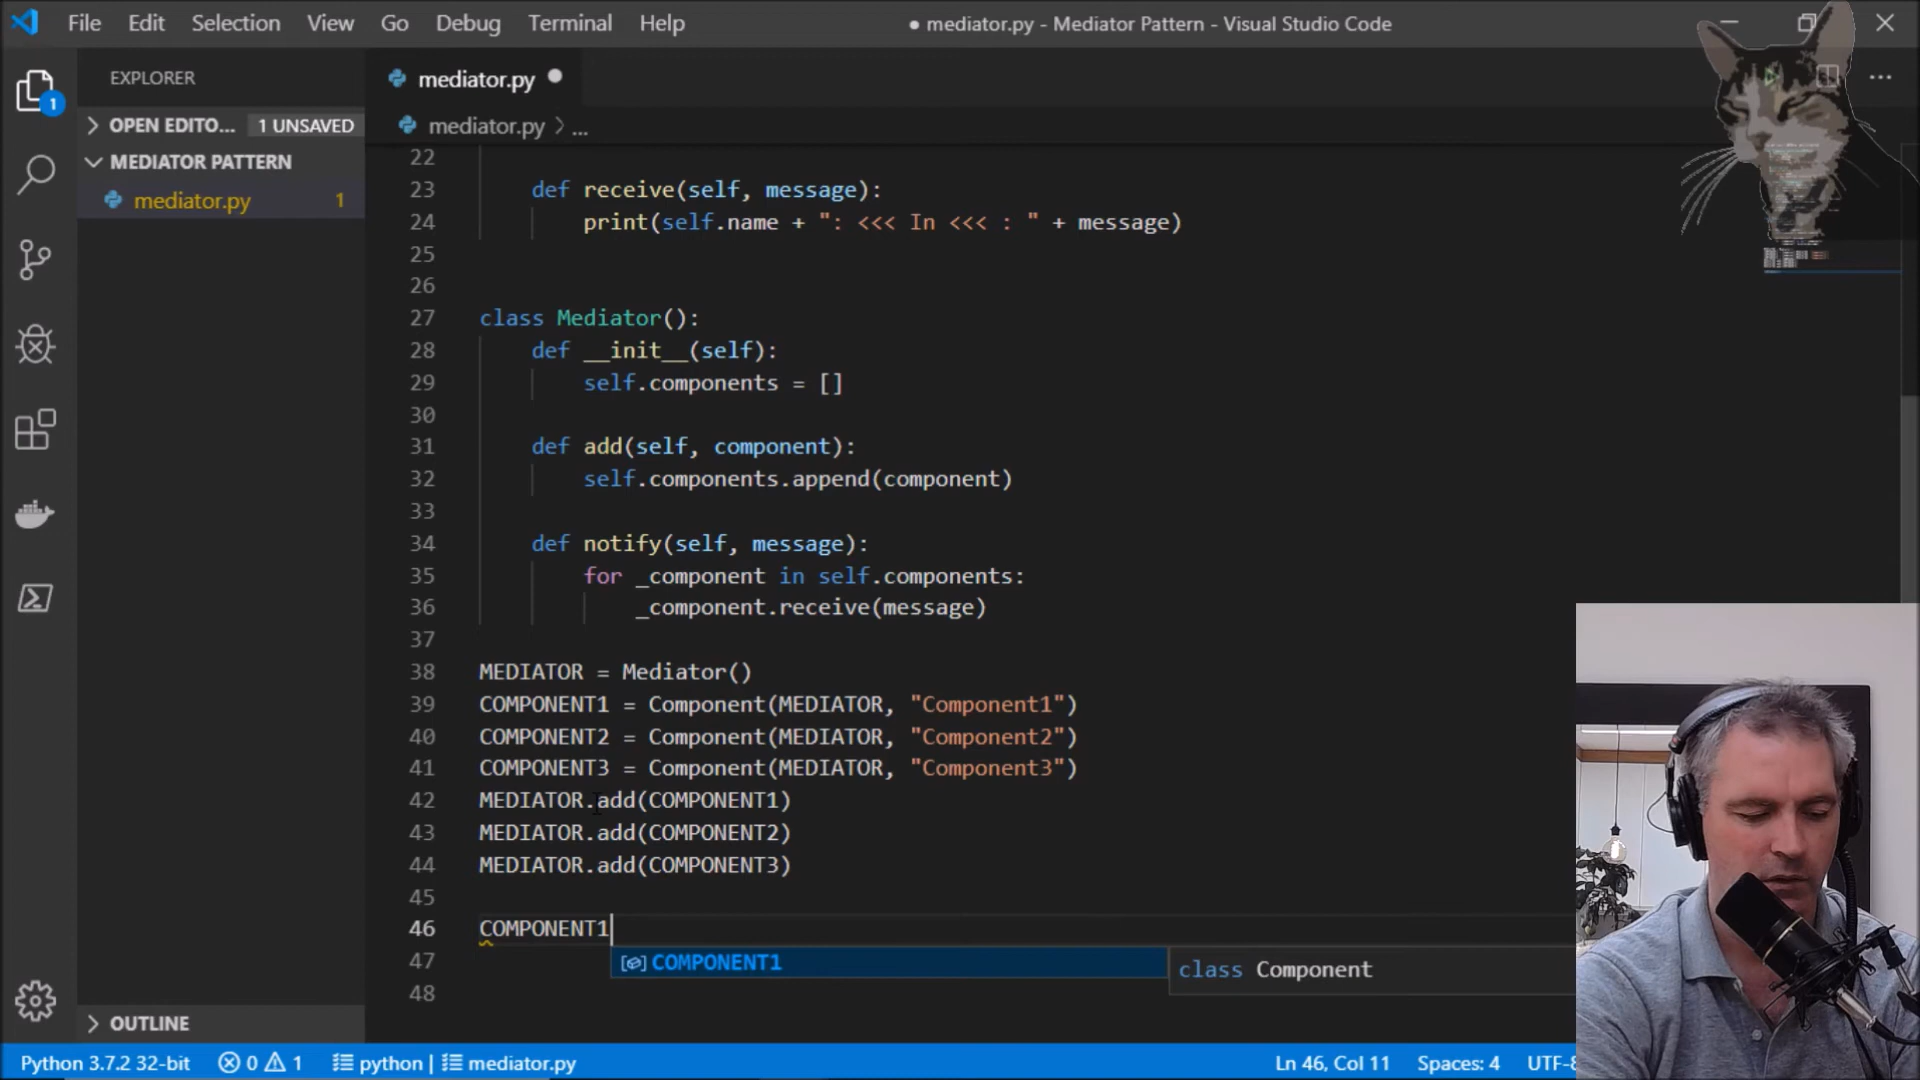 File Edit Selection View Go Debug Terminal Help
● mediator.py - Mediator Pattern - Visual Studio Code
EXPLORER
mediator.py
1
OPEN EDITO... 1 UNSAVED
mediator.py > ...
MEDIATOR PATTERN
mediator.py 1
22
23 def receive(self, message):
24 print(self.name + ": <<< In <<< : " + message)
25
26
27 class Mediator():
28 def __init__(self):
29 self.components = []
30
31 def add(self, component):
32 self.components.append(component)
33
34 def notify(self, message):
35 for _component in self.components:
36 _component.receive(message)
37
38 MEDIATOR = Mediator()
39 COMPONENT1 = Component(MEDIATOR, "Component1")
40 COMPONENT2 = Component(MEDIATOR, "Component2")
41 COMPONENT3 = Component(MEDIATOR, "Component3")
42 MEDIATOR.add(COMPONENT1)
43 MEDIATOR.add(COMPONENT2)
44 MEDIATOR.add(COMPONENT3)
45
46 COMPONENT1
47 COMPONENT1 class Component
48
OUTLINE
Python 3.7.2 32-bit 0 1 python | mediator.py Ln 46, Col 11 Spaces: 4 UTF-8